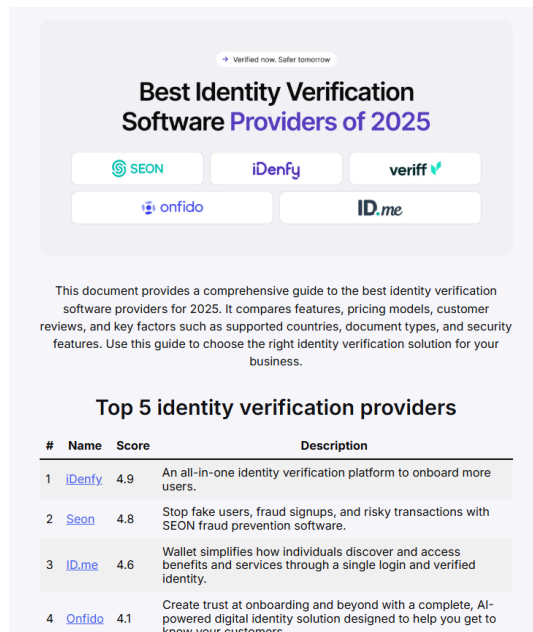 → Verified now. Safer tomorrow
Best Identity Verification
Software Providers of 2025
SEON
iDenfy
veriff
onfido
ID.me
This document provides a comprehensive guide to the best identity verification
software providers for 2025. It compares features, pricing models, customer
reviews, and key factors such as supported countries, document types, and security
features. Use this guide to choose the right identity verification solution for your
business.
Top 5 identity verification providers
# Name Score Description
1 iDenfy 4.9 An all-in-one identity verification platform to onboard more
users.
2 Seon 4.8 Stop fake users, fraud signups, and risky transactions with
SEON fraud prevention software.
3 ID.me 4.6 Wallet simplifies how individuals discover and access
benefits and services through a single login and verified
identity.
4 Onfido 4.1 Create trust at onboarding and beyond with a complete, AI-
powered digital identity solution designed to help you get to
know your customers.